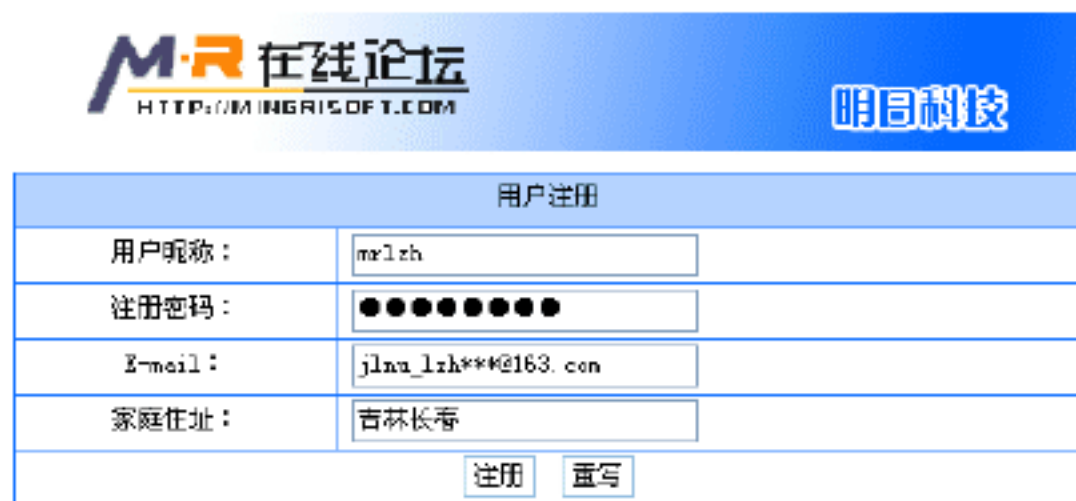 M·R 在线论坛
HTTP://MINGRISOFT.COM
明日科技
用户注册
用户昵称： mrlzh
注册密码： ●●●●●●●●
E-mail： jlnu_lzh***@163.com
家庭住址： 吉林长春
注册 重写